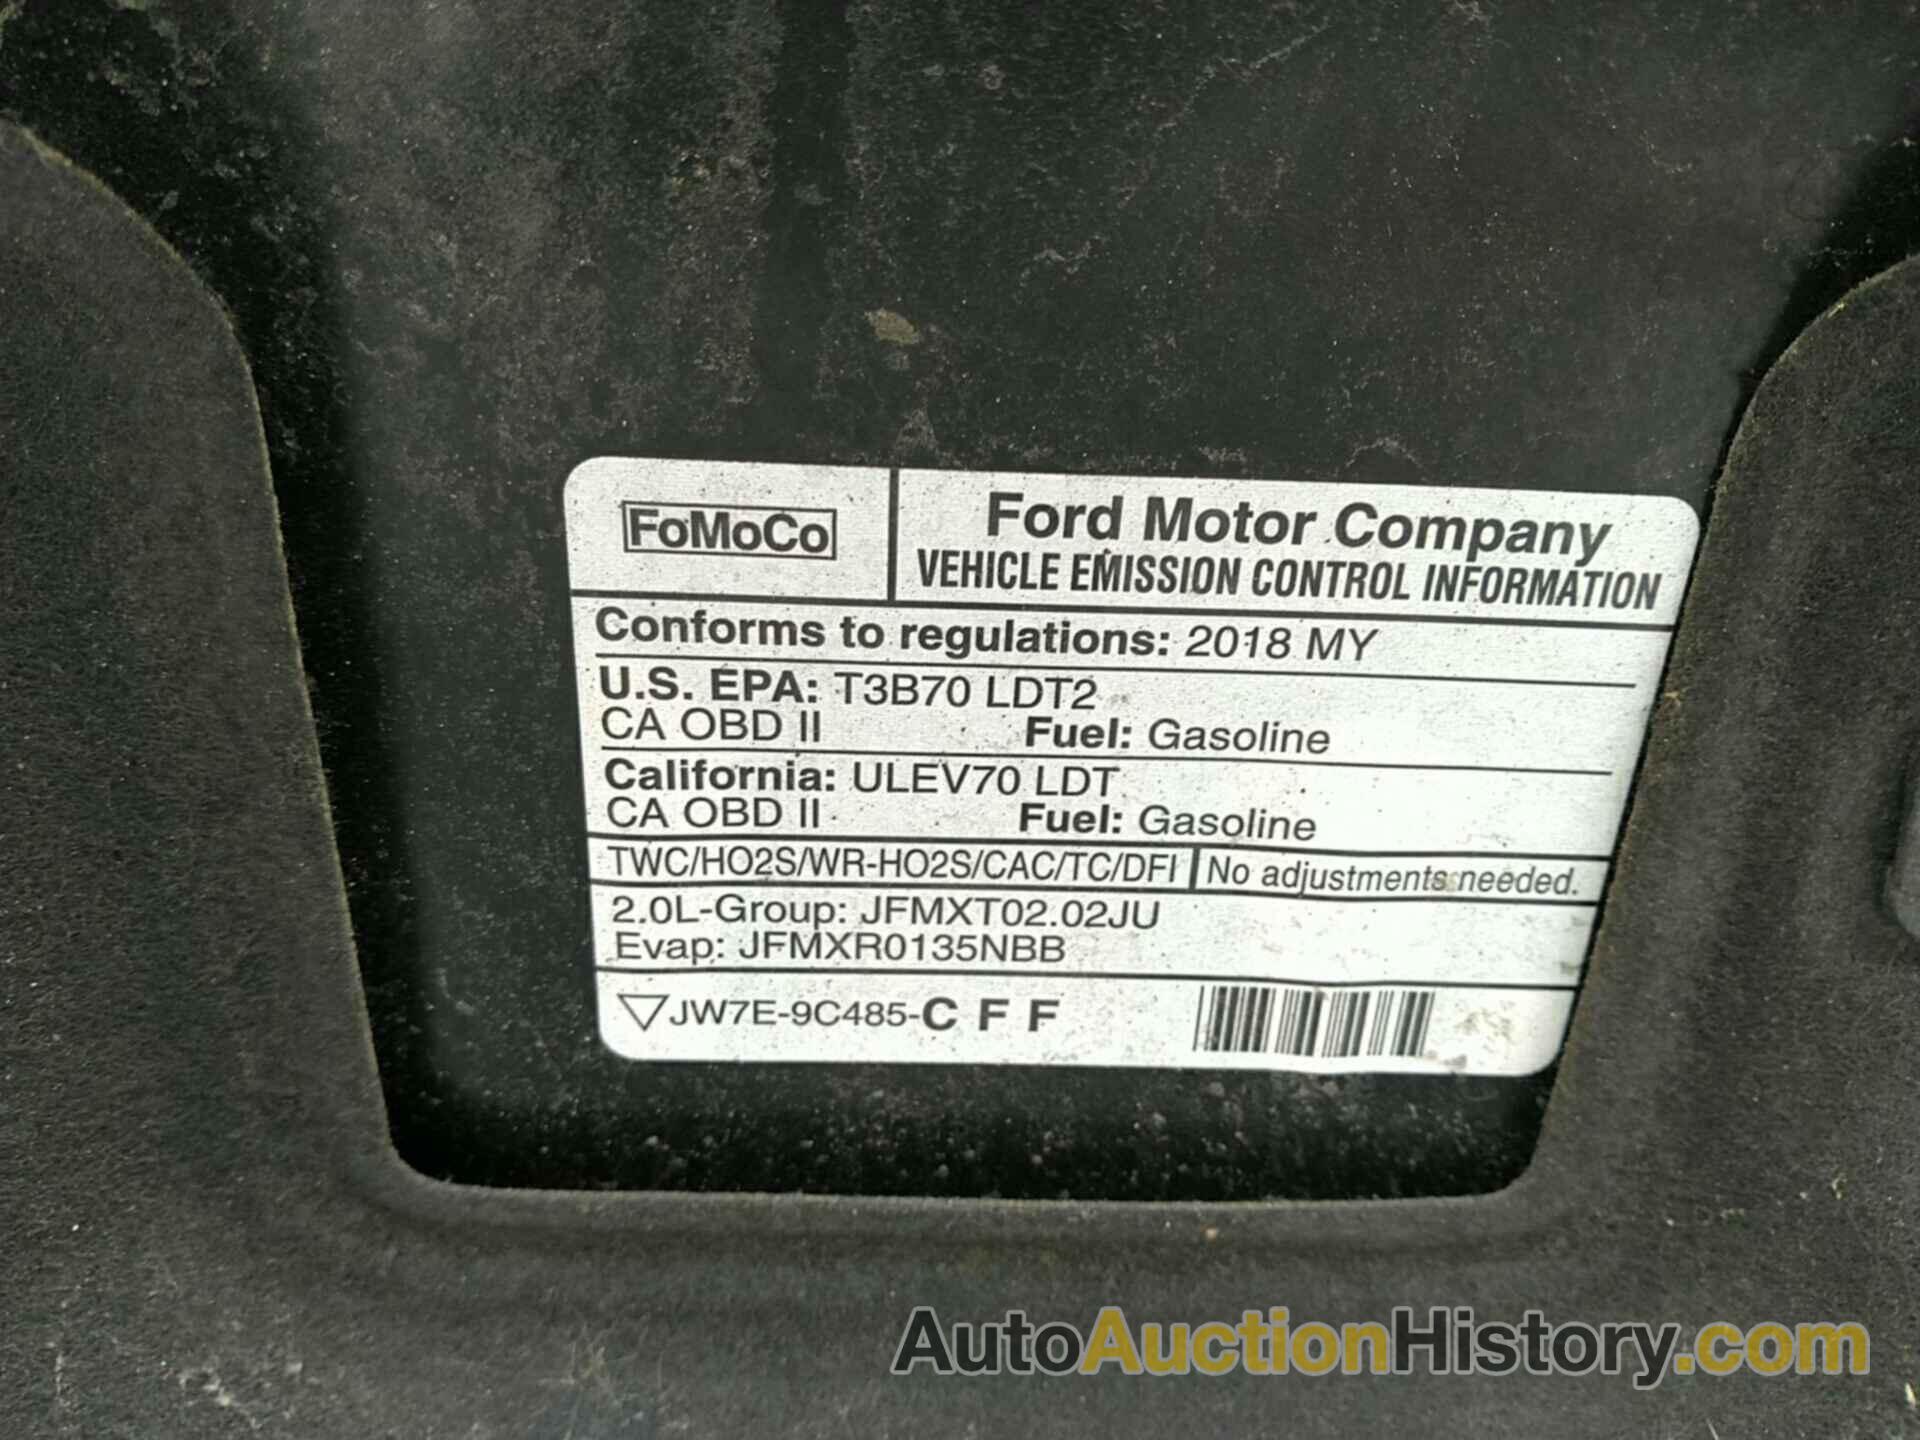 FoMoCo
Ford Motor Company
VEHICLE EMISSION CONTROL INFORMATION
Conforms to regulations: 2018 MY
U.S. EPA: T3B70 LDT2
CA OBD II Fuel: Gasoline
California: ULEV70 LDT
CA OBD II Fuel: Gasoline
TWC/HO2S/WR-HO2S/CAC/TC/DFI No adjustments needed.
2.0L-Group: JFMXT02.02JU
Evap: JFMXR0135NBB
JW7E-9C485-C F F
AutoAuctionHistory.com